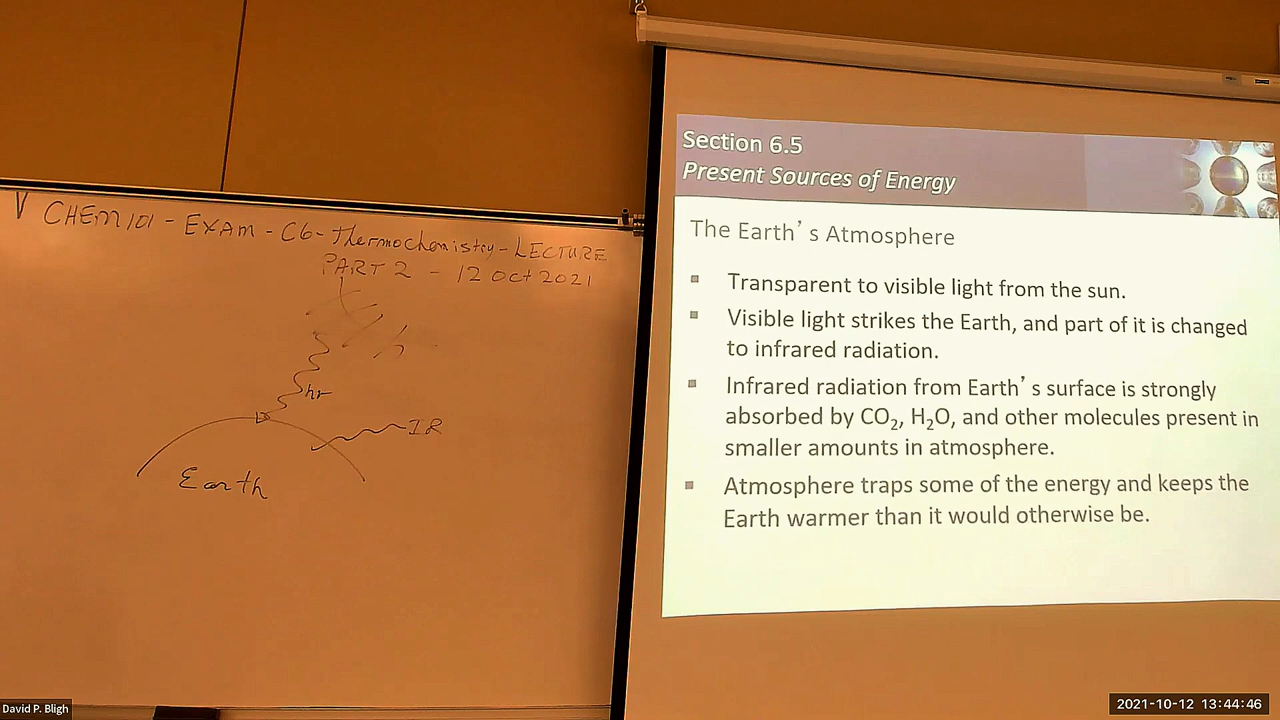 V CHEM 101 - EXAM - C6 - Thermochemistry - LECTURE
PART 2 - 12 Oct 2021
hν
IR
Earth
Section 6.5
Present Sources of Energy
The Earth's Atmosphere
▪ Transparent to visible light from the sun.
▪ Visible light strikes the Earth, and part of it is changed
to infrared radiation.
▪ Infrared radiation from Earth's surface is strongly
absorbed by CO₂, H₂O, and other molecules present in
smaller amounts in atmosphere.
▪ Atmosphere traps some of the energy and keeps the
Earth warmer than it would otherwise be.
David P. Bligh
2021-10-12 13:44:46